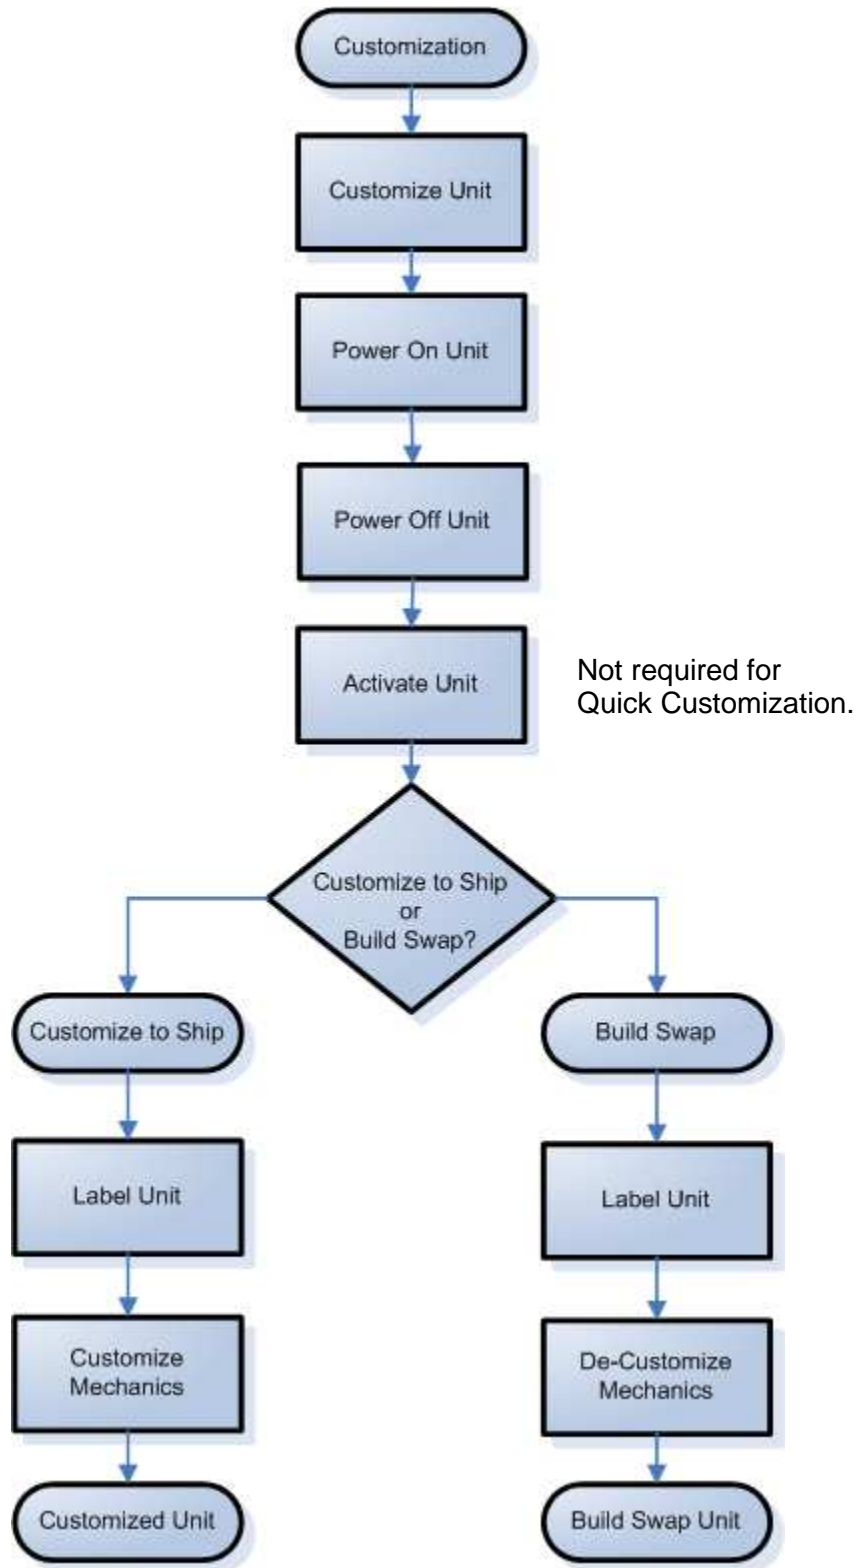 Customization
Customize Unit
Power On Unit
Power Off Unit
Activate Unit
Not required for
Quick Customization.
Customize to Ship
or
Build Swap?
Customize to Ship
Build Swap
Label Unit
Label Unit
Customize
Mechanics
De-Customize
Mechanics
Customized Unit
Build Swap Unit